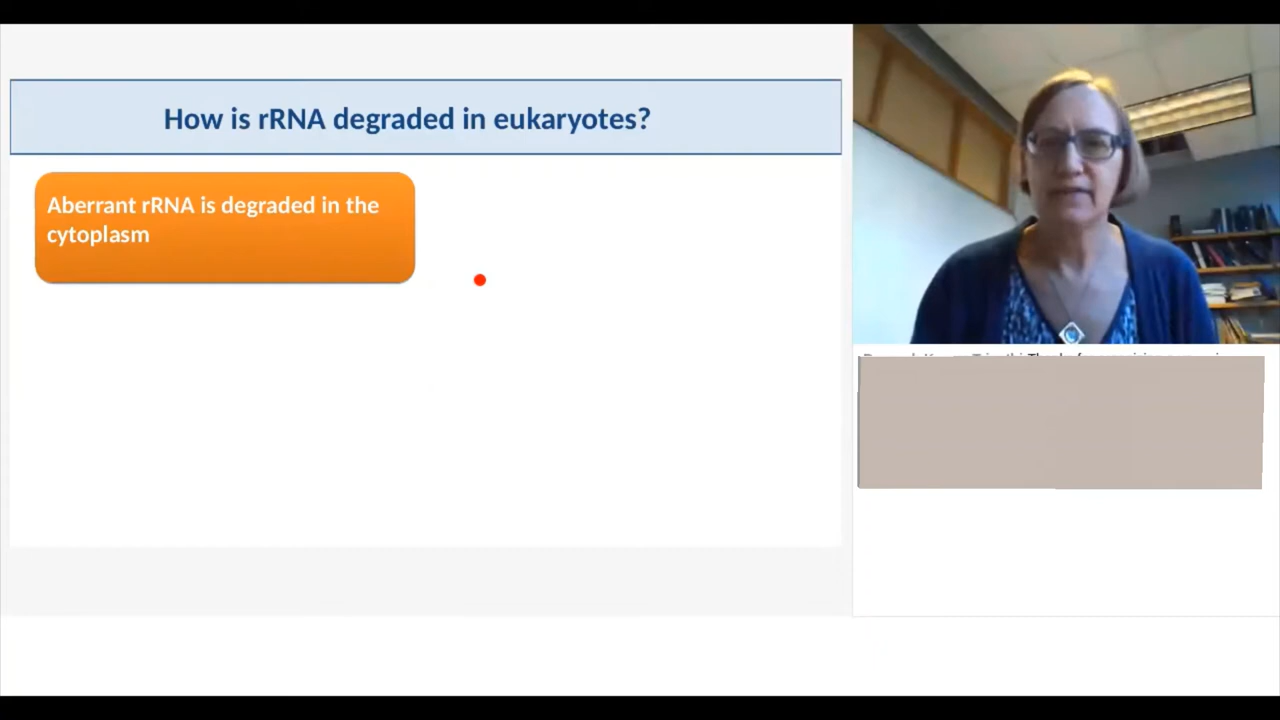 How is rRNA degraded in eukaryotes?
Aberrant rRNA is degraded in the
cytoplasm